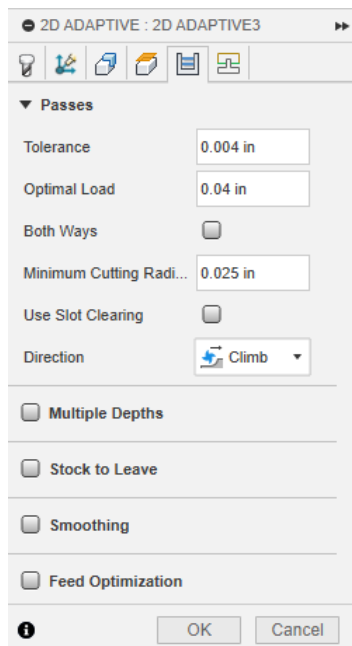 2D ADAPTIVE : 2D ADAPTIVE3
Passes
Tolerance 0.004 in
Optimal Load 0.04 in
Both Ways
Minimum Cutting Radi... 0.025 in
Use Slot Clearing
Direction Climb
Multiple Depths
Stock to Leave
Smoothing
Feed Optimization
OK Cancel